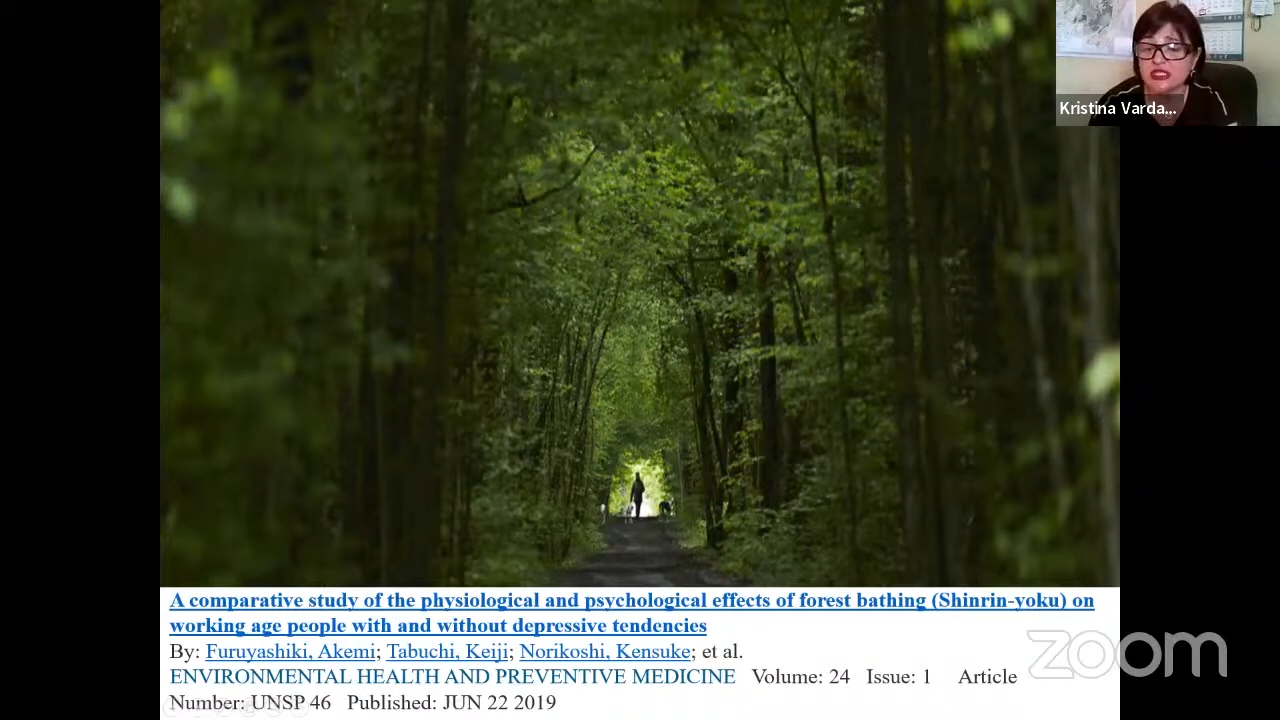 Kristina Varda...
A comparative study of the physiological and psychological effects of forest bathing (Shinrin-yoku) on
working age people with and without depressive tendencies
By: Furuyashiki, Akemi; Tabuchi, Keiji; Norikoshi, Kensuke; et al.
ENVIRONMENTAL HEALTH AND PREVENTIVE MEDICINE Volume: 24 Issue: 1 Article
Number: UNSP 46 Published: JUN 22 2019
zoom